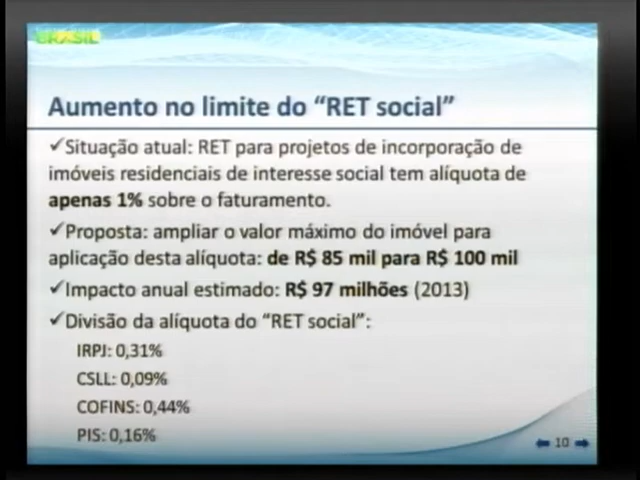 BRASIL
Aumento no limite do “RET social”
✓Situação atual: RET para projetos de incorporação de
imóveis residenciais de interesse social tem alíquota de
apenas 1% sobre o faturamento.
✓Proposta: ampliar o valor máximo do imóvel para
aplicação desta alíquota: de R$ 85 mil para R$ 100 mil
✓Impacto anual estimado: R$ 97 milhões (2013)
✓Divisão da alíquota do “RET social”:
IRPJ: 0,31%
CSLL: 0,09%
COFINS: 0,44%
PIS: 0,16%
10